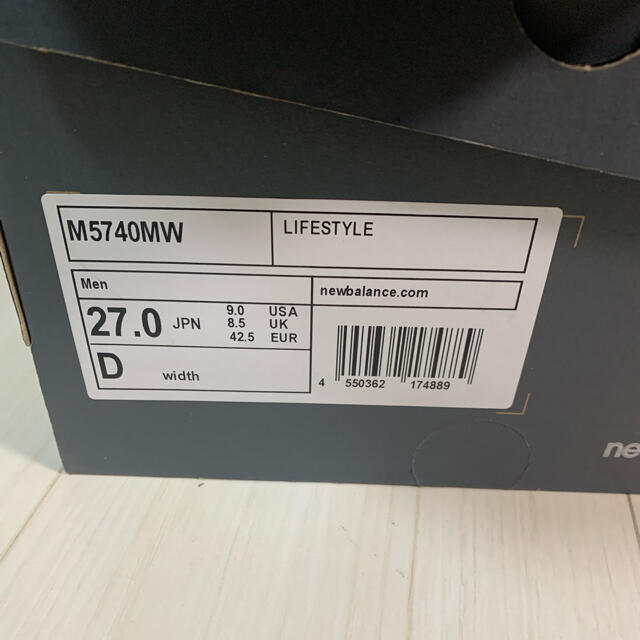 M5740MW
LIFESTYLE
Men
newbalance.com
27.0 JPN
9.0 USA
8.5 UK
42.5 EUR
D width
4 550362 174889
ne